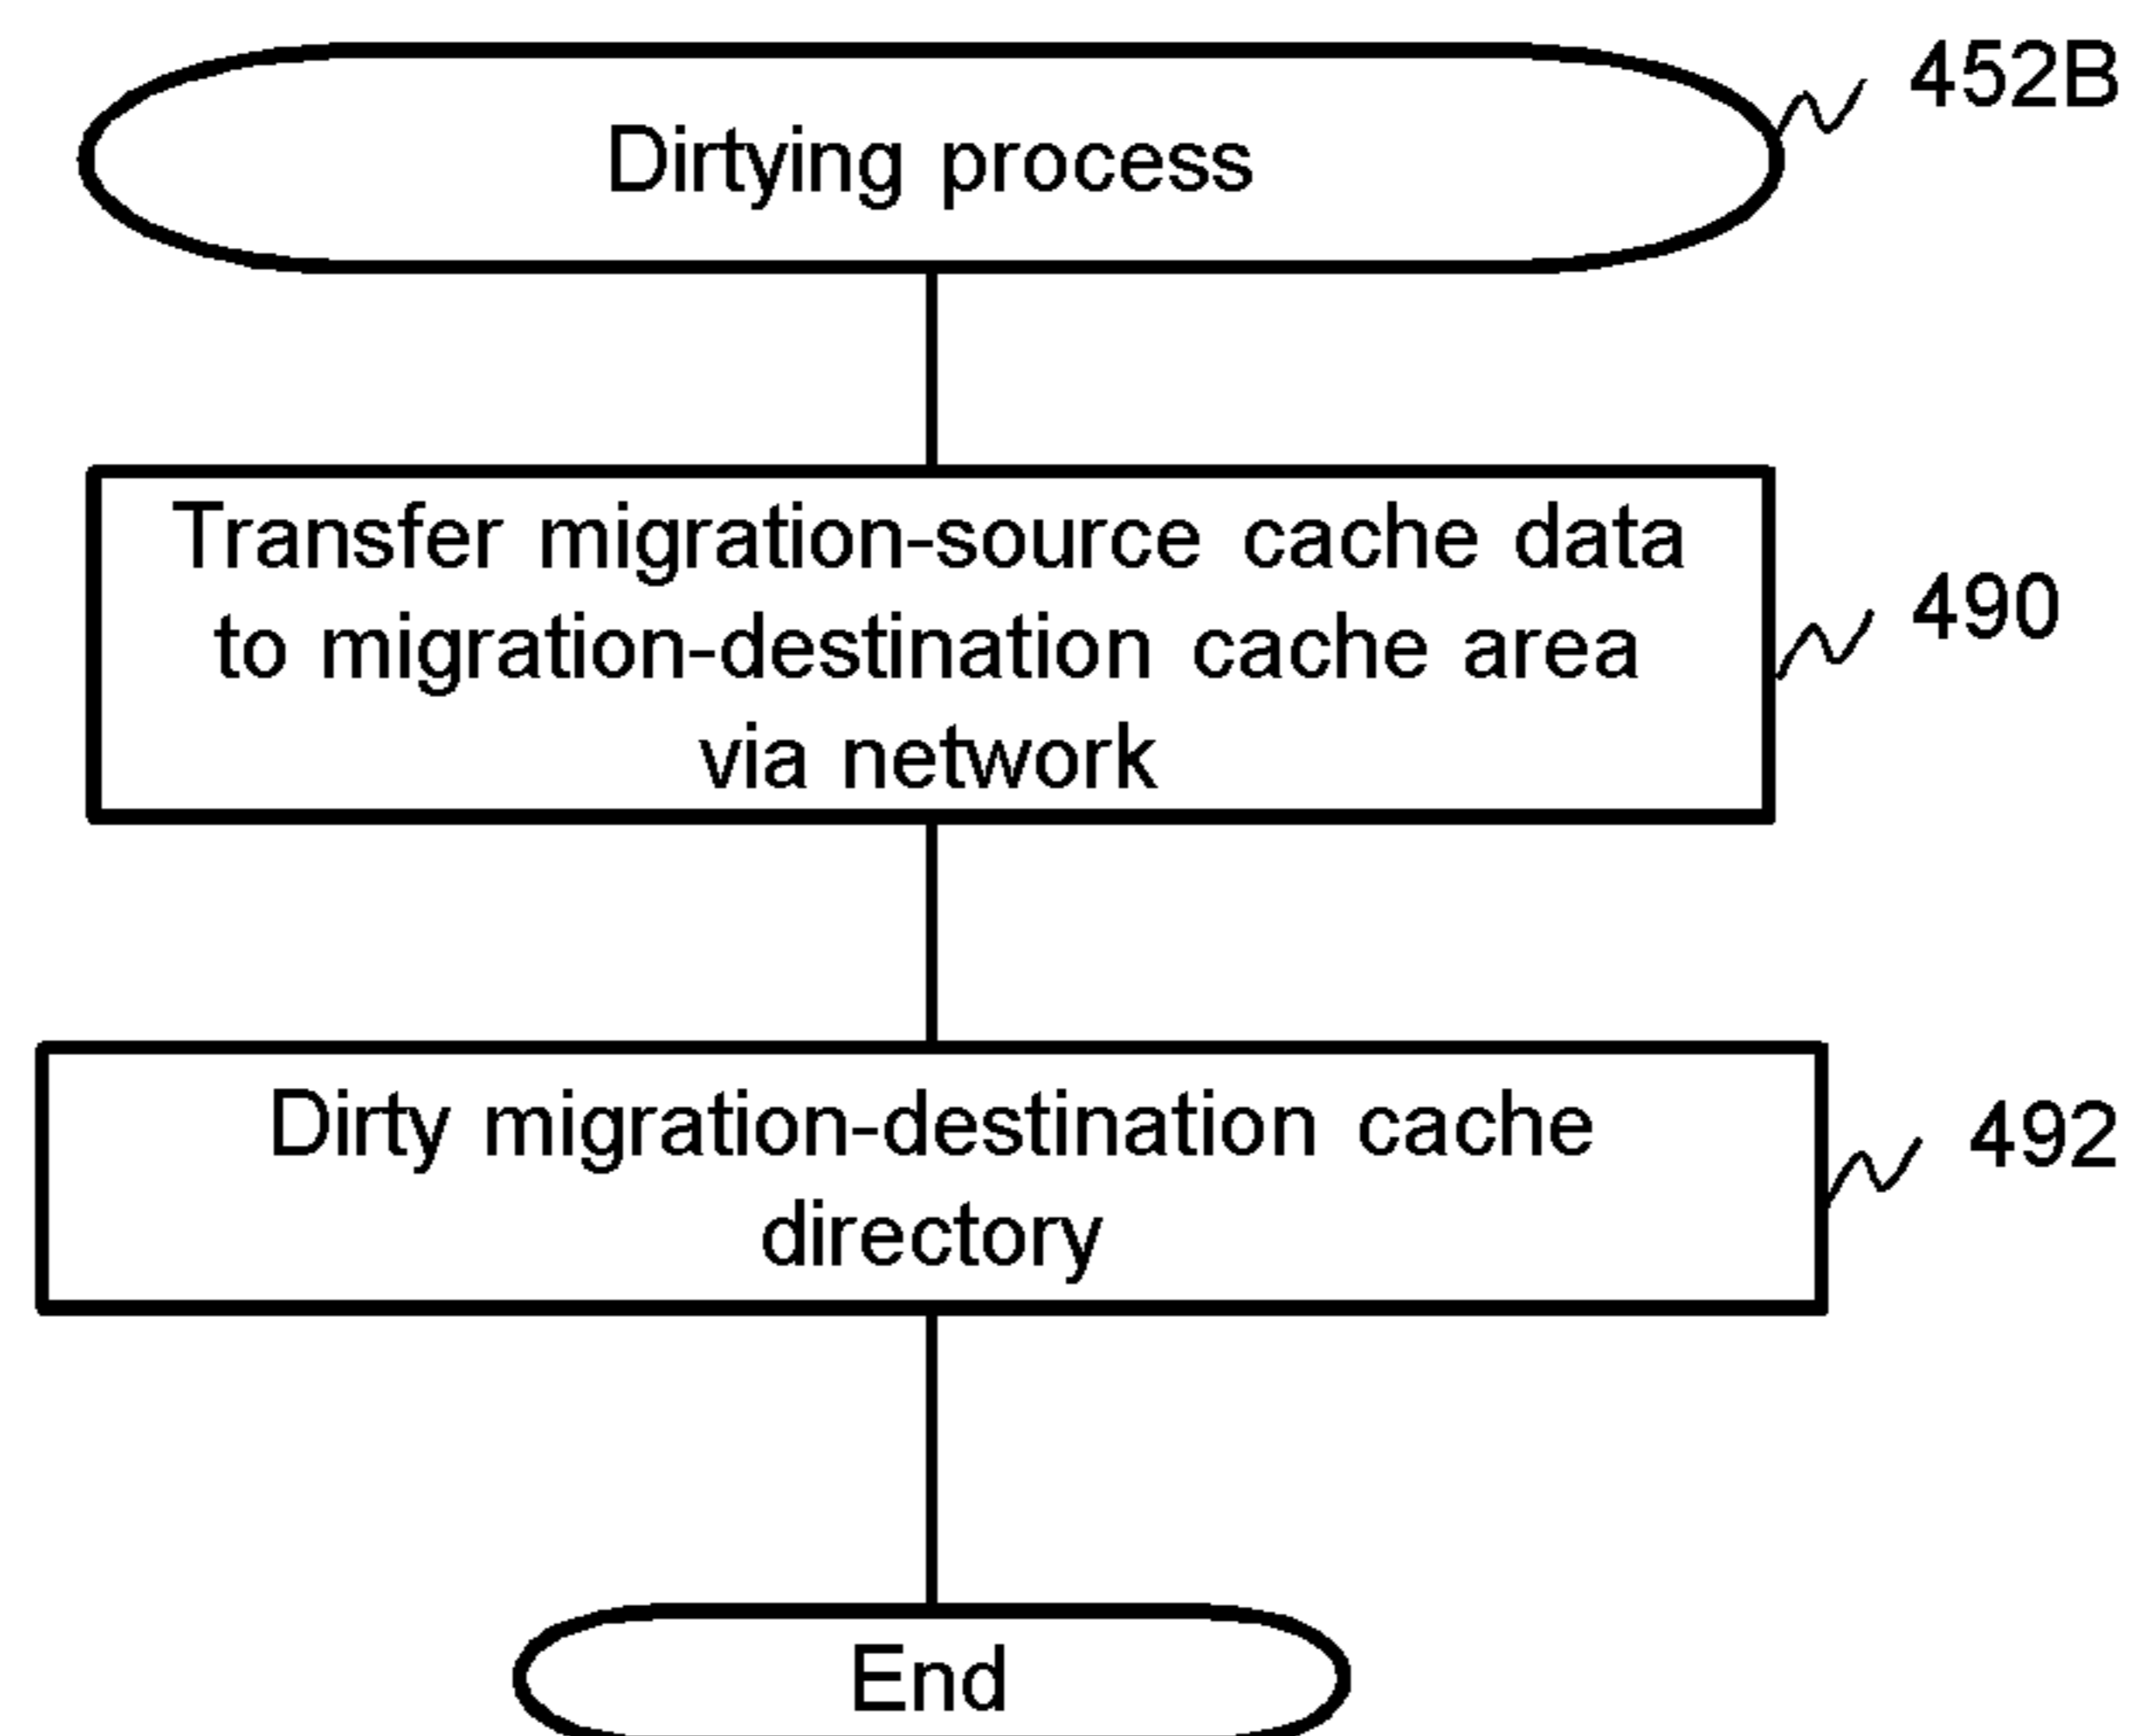 452B
Dirtying process
Transfer migration-source cache data
to migration-destination cache area
via network
490
Dirty migration-destination cache
directory
492
End